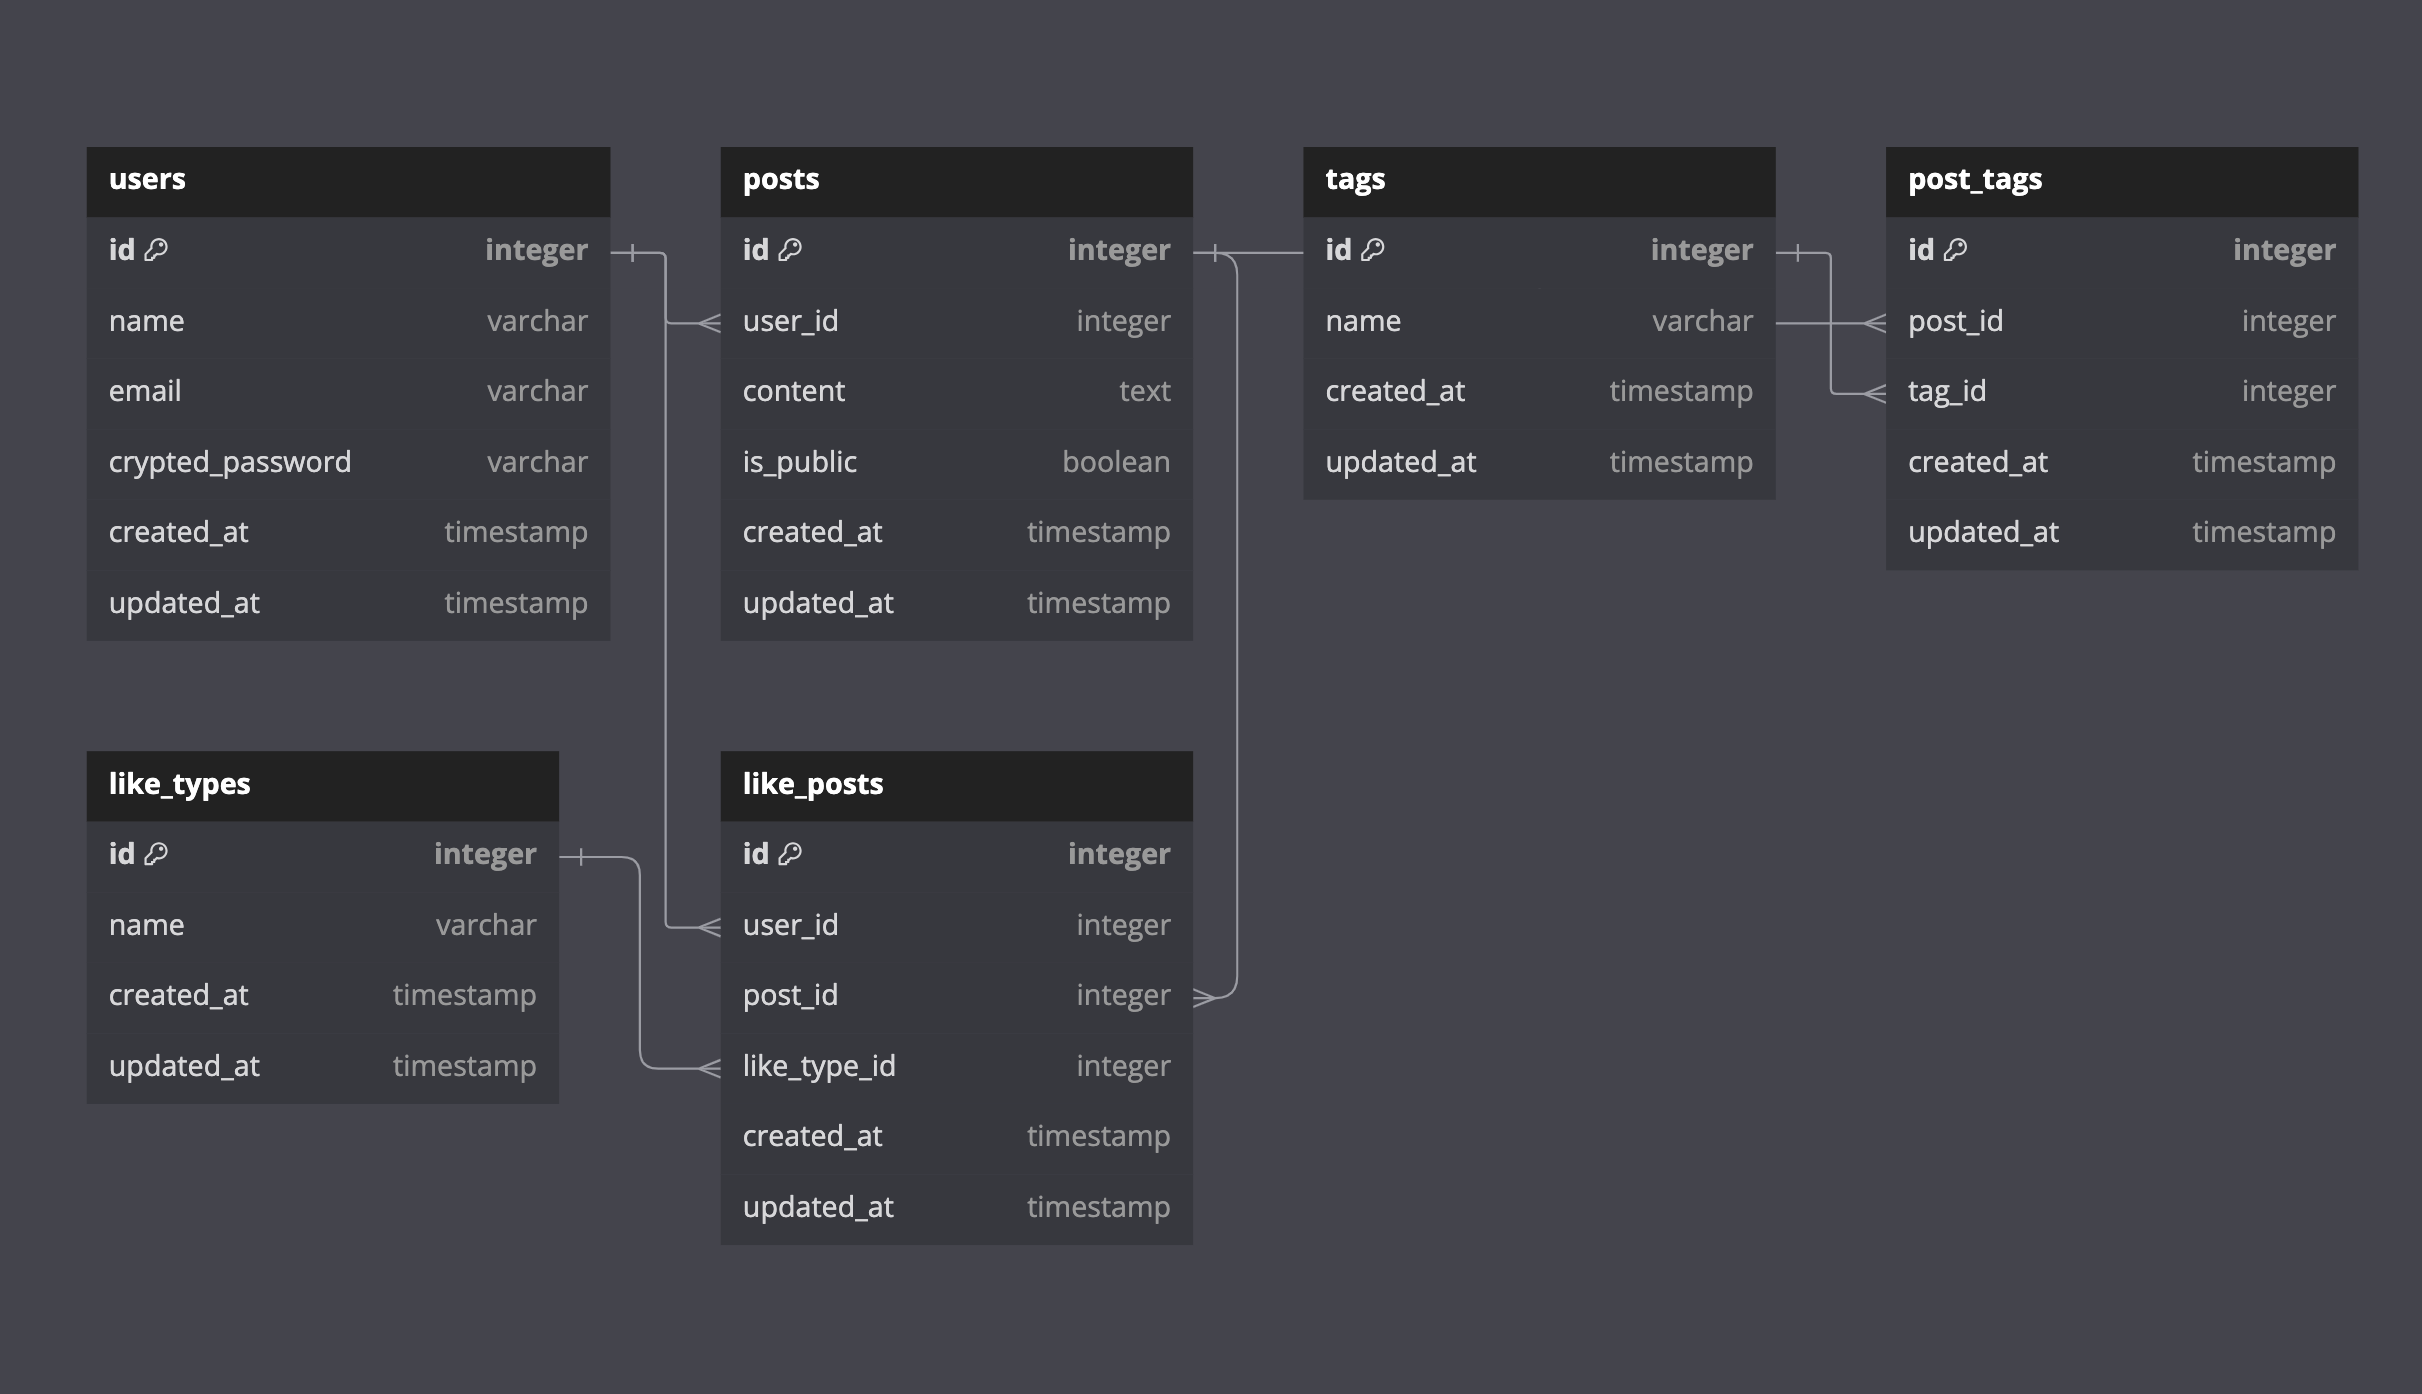 users
id integer
name varchar
email varchar
crypted_password varchar
created_at timestamp
updated_at timestamp
posts
id integer
user_id integer
content text
is_public boolean
created_at timestamp
updated_at timestamp
tags
id integer
name varchar
created_at timestamp
updated_at timestamp
post_tags
id integer
post_id integer
tag_id integer
created_at timestamp
updated_at timestamp
like_types
id integer
name varchar
created_at timestamp
updated_at timestamp
like_posts
id integer
user_id integer
post_id integer
like_type_id integer
created_at timestamp
updated_at timestamp